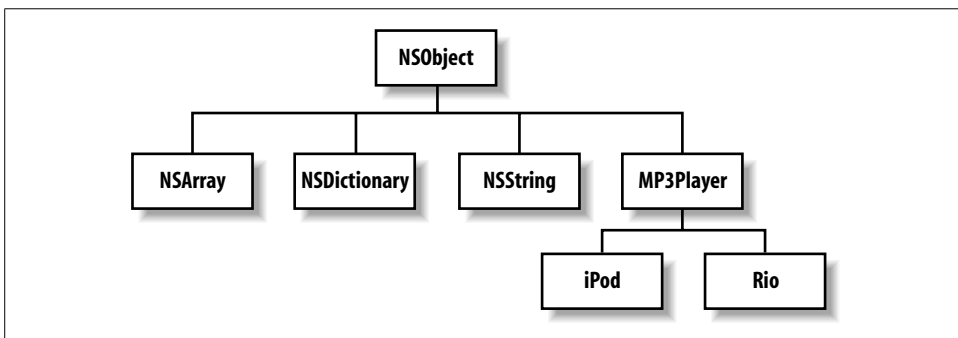 NSObject
NSArray
NSDictionary
NSString
MP3Player
iPod
Rio